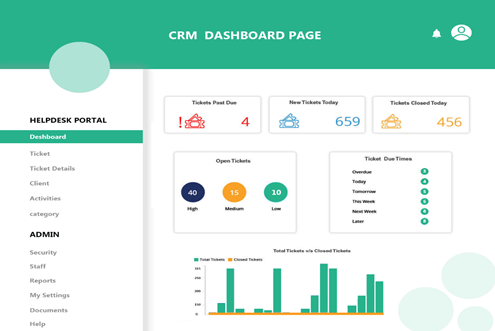 CRM DASHBOARD PAGE
HELPDESK PORTAL
Dashboard
Ticket
Ticket Details
Client
Activities
category
ADMIN
Security
Staff
Reports
My Settings
Documents
Help
Tickets Past Due
! 4
New Tickets Today
659
Tickets Closed Today
456
Open Tickets
40 15 10
High Medium Low
Ticket Due Times
Overdue
Today
Tomorrow
This Week
Next Week
Later
Total Tickets v/s Closed Tickets
Total Tickets Closed Tickets